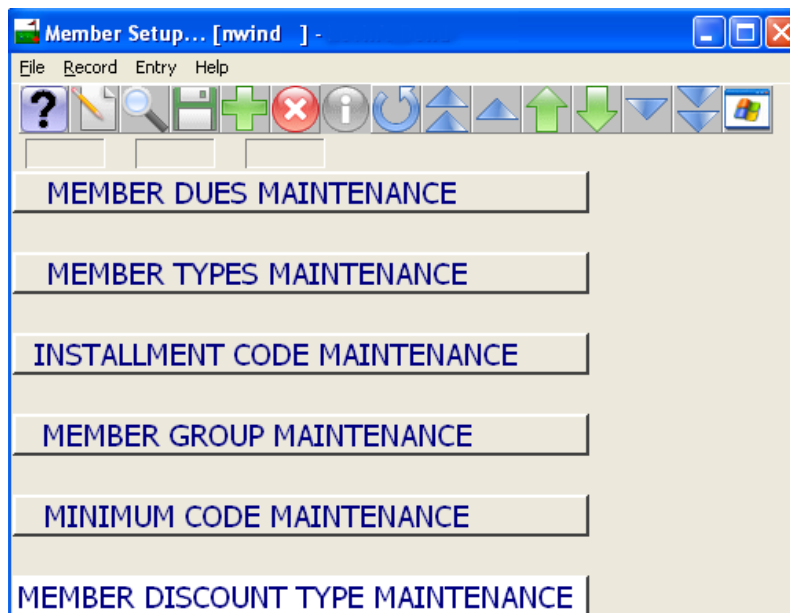 Member Setup... [nwind   ] -
File Record Entry Help
?
MEMBER DUES MAINTENANCE
MEMBER TYPES MAINTENANCE
INSTALLMENT CODE MAINTENANCE
MEMBER GROUP MAINTENANCE
MINIMUM CODE MAINTENANCE
MEMBER DISCOUNT TYPE MAINTENANCE